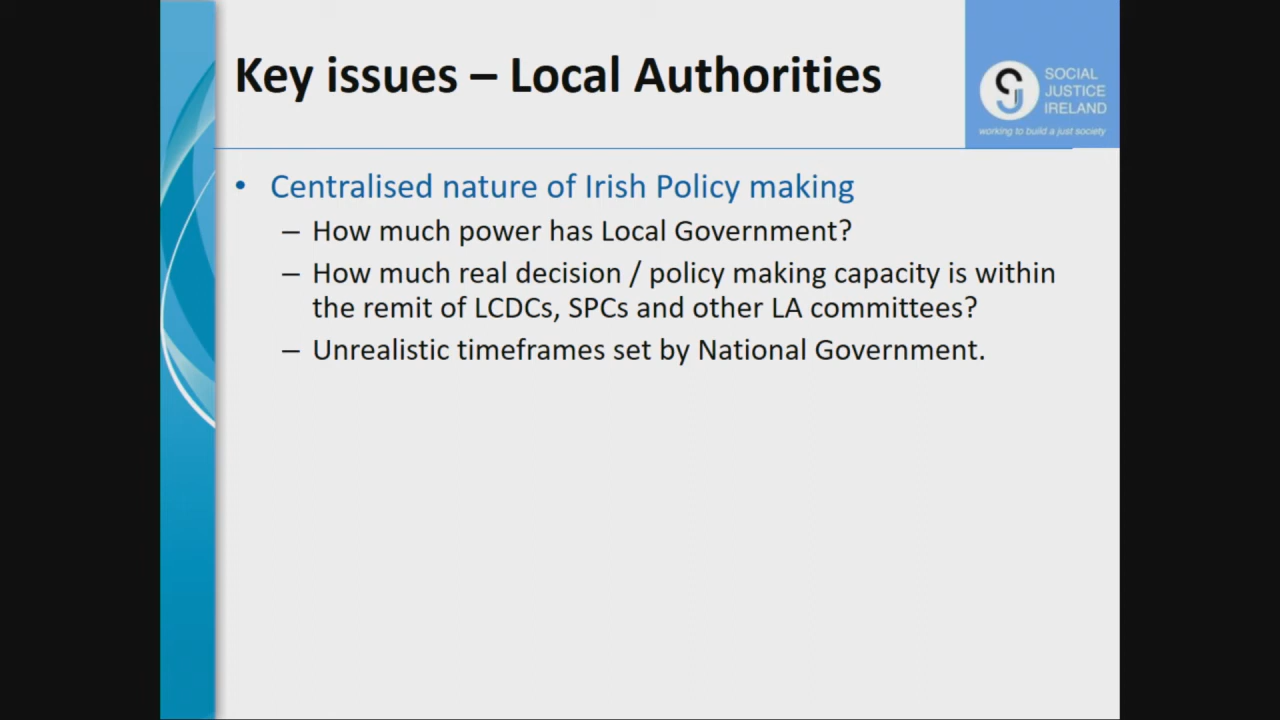 Key issues – Local Authorities
SOCIAL
JUSTICE
IRELAND
working to build a just society
• Centralised nature of Irish Policy making
– How much power has Local Government?
– How much real decision / policy making capacity is within
the remit of LCDCs, SPCs and other LA committees?
– Unrealistic timeframes set by National Government.